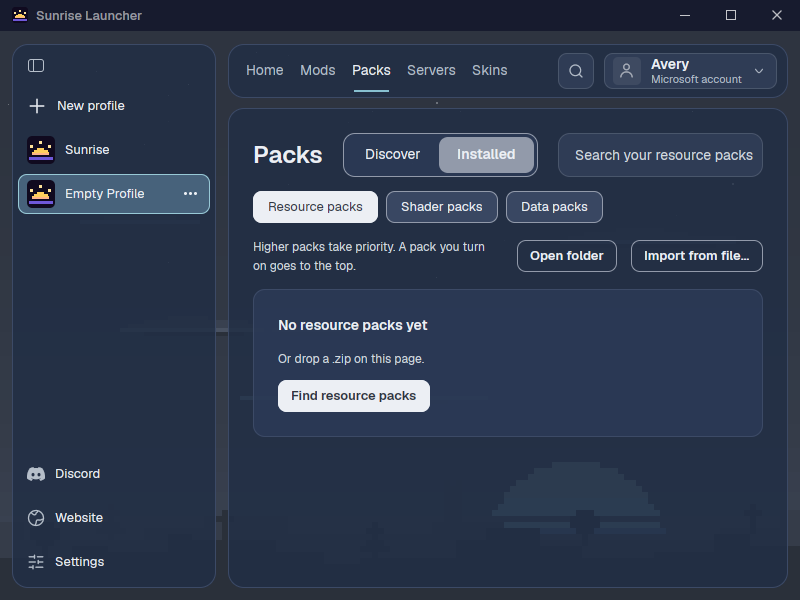 Sunrise Launcher
New profile
Sunrise
Empty Profile
Discord
Website
Settings
Home Mods Packs Servers Skins
Avery
Microsoft account
Packs
Discover Installed
Search your resource packs
Resource packs Shader packs Data packs
Higher packs take priority. A pack you turn
on goes to the top.
Open folder Import from file...
No resource packs yet
Or drop a .zip on this page.
Find resource packs